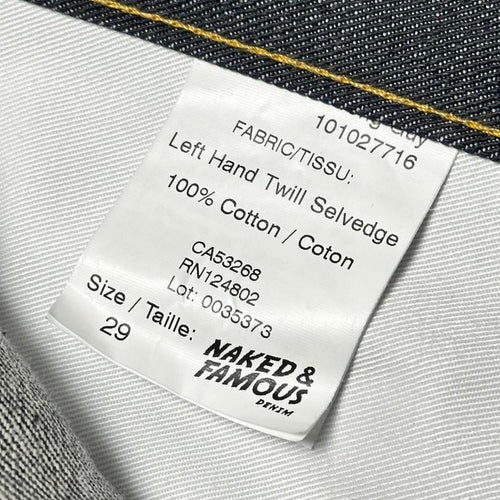 Guy
101027716
FABRIC/TISSU:
Left Hand Twill Selvedge
100% Cotton / Coton
CA53268
RN124802
Lot: 0035373
Size / Taille:
29
NAKED &
FAMOUS
DENIM